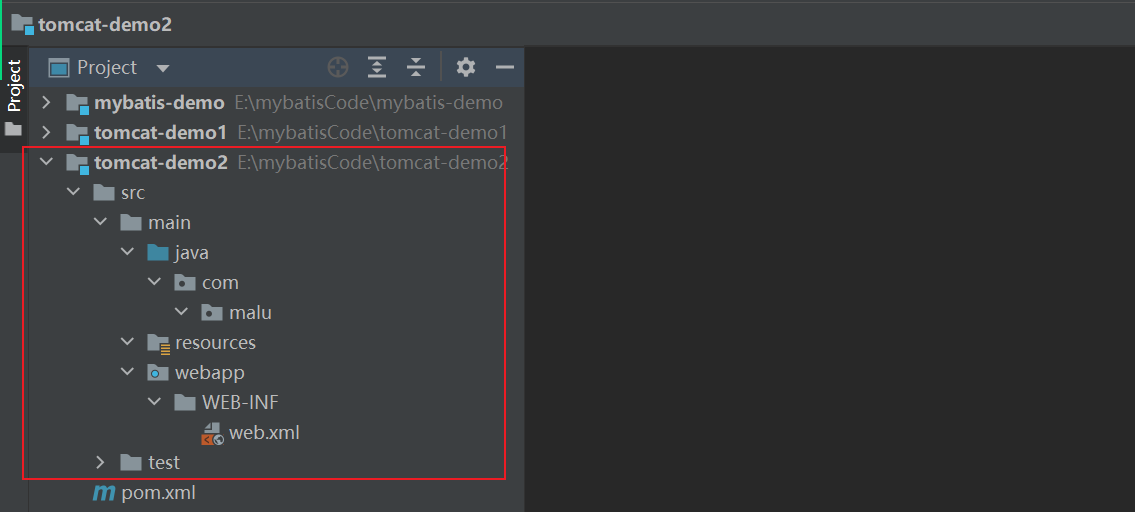 tomcat-demo2
Project
Project
mybatis-demo E:\mybatisCode\mybatis-demo
tomcat-demo1 E:\mybatisCode\tomcat-demo1
tomcat-demo2 E:\mybatisCode\tomcat-demo2
src
main
java
com
malu
resources
webapp
WEB-INF
web.xml
test
m pom.xml